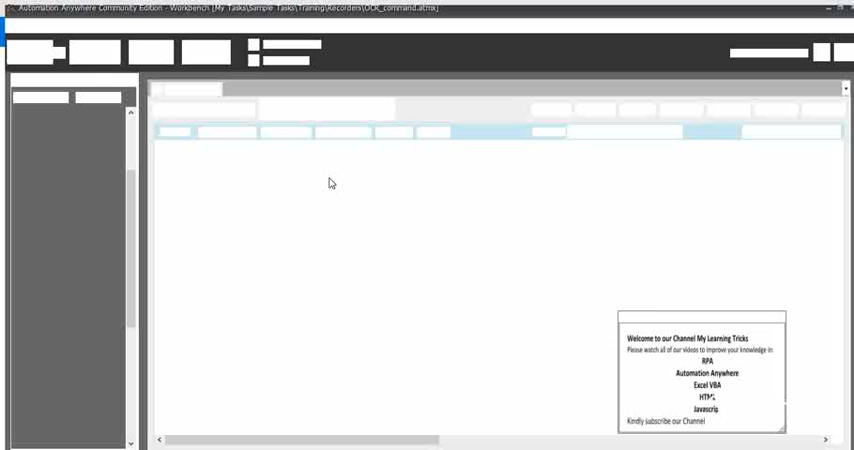 Automation Anywhere Community Edition - Workbench [My Tasks\Sample Tasks\Training\Recorders\OCR_command.atmx]
Welcome to our Channel My Learning Tricks
Please watch all of our videos to improve your knowledge in
RPA
Automation Anywhere
Excel VBA
HTML
Javascrip
Kindly subscribe our Channel